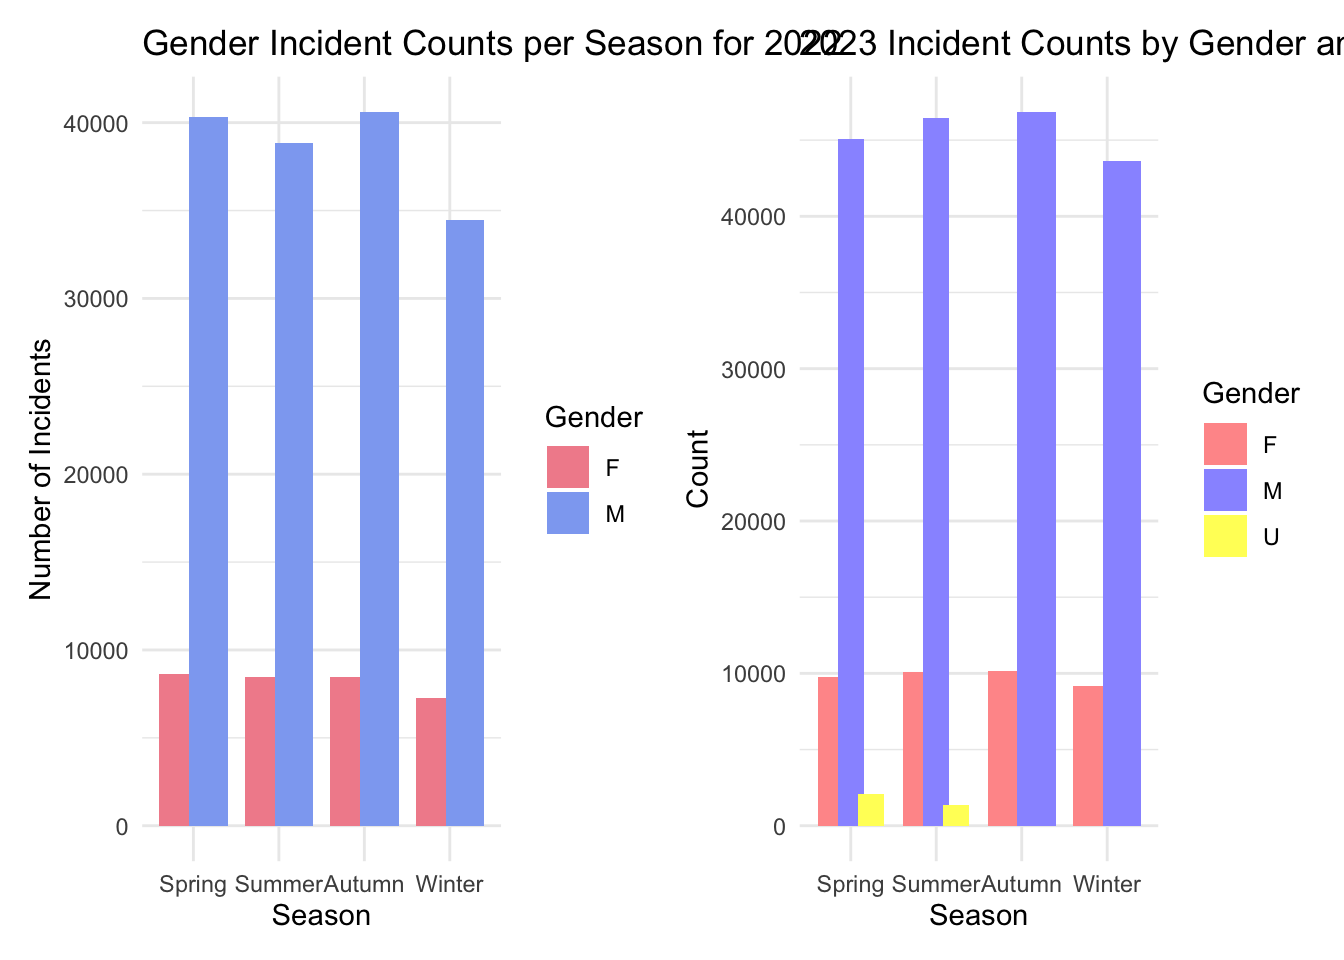 Gender Incident Counts per Season for 2022
40000
30000
20000
10000
0
Number of Incidents
Spring Summer Autumn Winter
Season
Gender
F
M
2023 Incident Counts by Gender
40000
30000
20000
10000
0
Count
Spring Summer Autumn Winter
Season
Gender
F
M
U